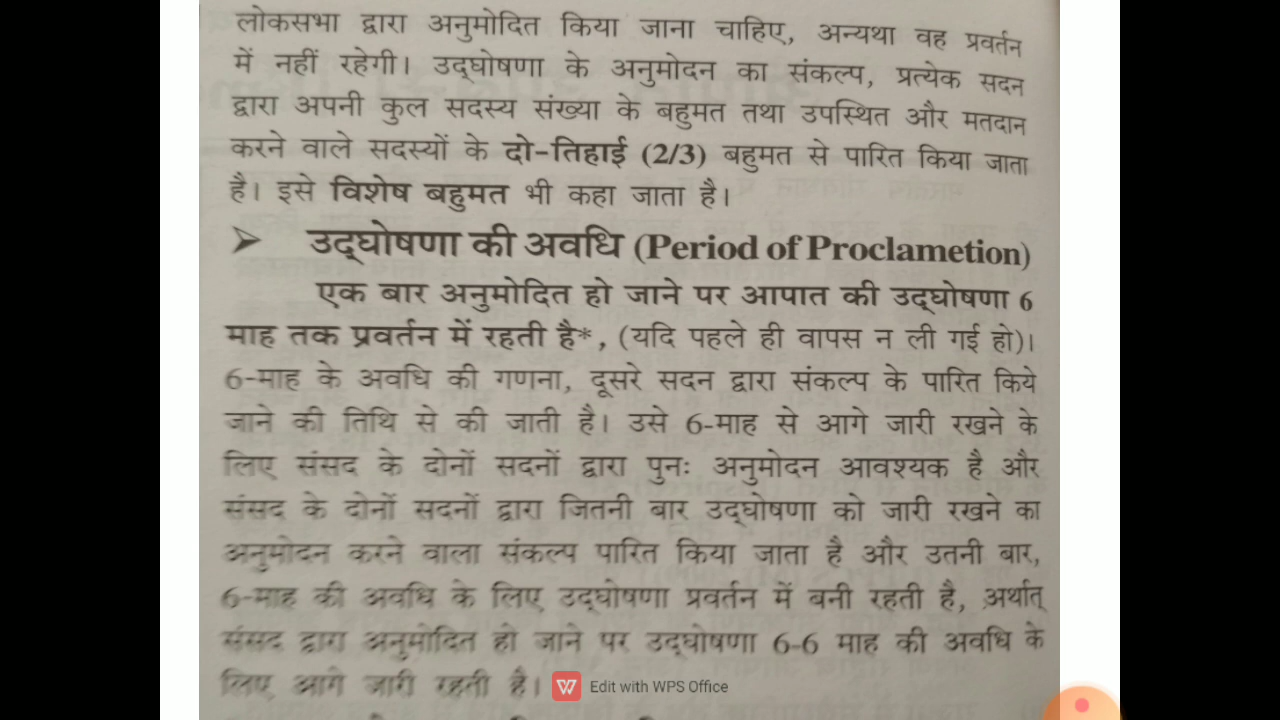 लोकसभा द्वारा अनुमोदित किया जाना चाहिए, अन्यथा वह प्रवर्तन
में नहीं रहेगी। उद्घोषणा के अनुमोदन का संकल्प, प्रत्येक सदन
द्वारा अपनी कुल सदस्य संख्या के बहुमत तथा उपस्थित और मतदान
करने वाले सदस्यों के दो-तिहाई (2/3) बहुमत से पारित किया जाता
है। इसे विशेष बहुमत भी कहा जाता है।
➤ उद्घोषणा की अवधि (Period of Proclametion)
एक बार अनुमोदित हो जाने पर आपात की उद्घोषणा 6
माह तक प्रवर्तन में रहती है*, (यदि पहले ही वापस न ली गई हो)।
6-माह के अवधि की गणना, दूसरे सदन द्वारा संकल्प के पारित किये
जाने की तिथि से की जाती है। उसे 6-माह से आगे जारी रखने के
लिए संसद के दोनों सदनों द्वारा पुनः अनुमोदन आवश्यक है और
संसद के दोनों सदनों द्वारा जितनी बार उद्घोषणा को जारी रखने का
अनुमोदन करने वाला संकल्प पारित किया जाता है और उतनी बार,
6-माह की अवधि के लिए उद्घोषणा प्रवर्तन में बनी रहती है, अर्थात्
संसद द्वारा अनुमोदित हो जाने पर उद्घोषणा 6-6 माह की अवधि के
लिए आगे जारी रहती है।
Edit with WPS Office